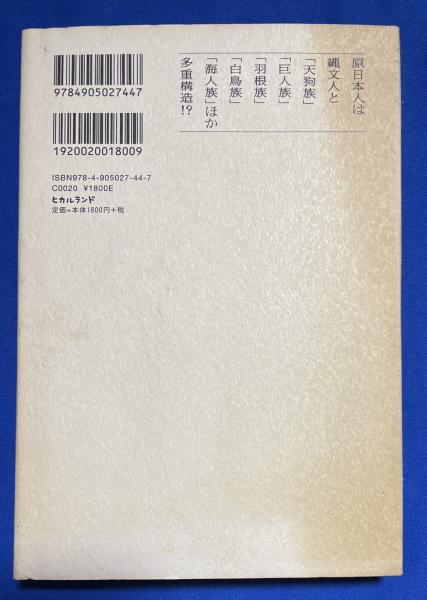 原日本人は
縄文人と
「天狗族」
「巨人族」
「羽根族」
「白鳥族」
「海人族」ほか
多重構造!?
9784905027447
1920020018009
ISBN978-4-905027-44-7
C0020 ¥1800E
ヒカルランド
定価=本体1800円+税